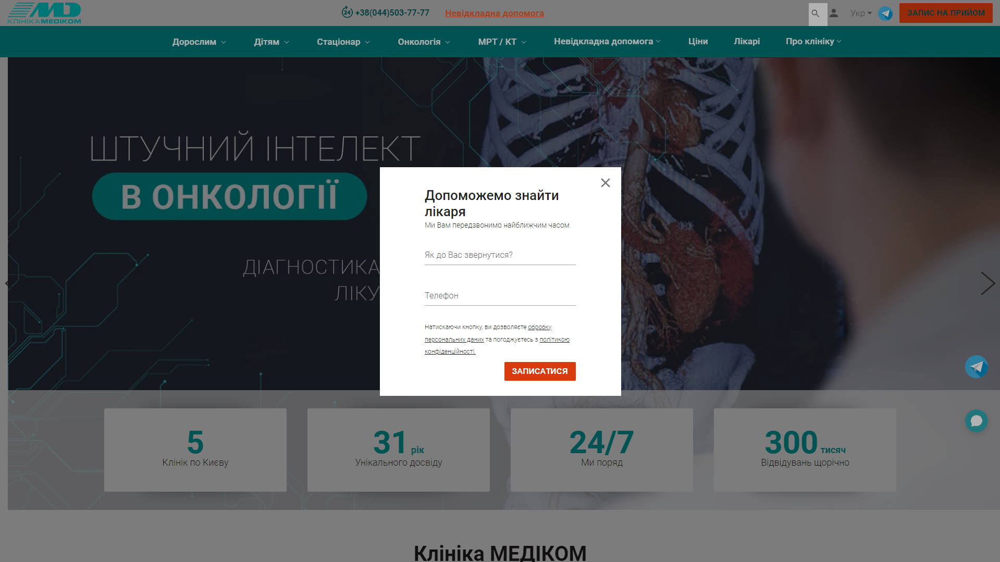 КЛІНІКАМЕДІКОМ
24 +38(044)503-77-77
Невідкладна допомога
Укр
ЗАПИС НА ПРИЙОМ
Дорослим
Дітям
Стаціонар
Онкологія
МРТ / КТ
Невідкладна допомога
Ціни
Лікарі
Про клініку
ШТУЧНИЙ ІНТЕЛЕКТ
В ОНКОЛОГІЇ
ДІАГНОСТИКА
ЛІКУ
Допоможемо знайти
лікаря
Ми Вам передзвонимо найближчим часом
Як до Вас звернутися?
Телефон
Натискаючи кнопку, ви дозволяєте обробку
персональних даних та погоджуєтесь з політикою
конфіденційності.
ЗАПИСАТИСЯ
5
Клінік по Києву
31 рік
Унікального досвіду
24/7
Ми поряд
300 тисяч
Відвідувань щорічно
Клініка МЕДІКОМ